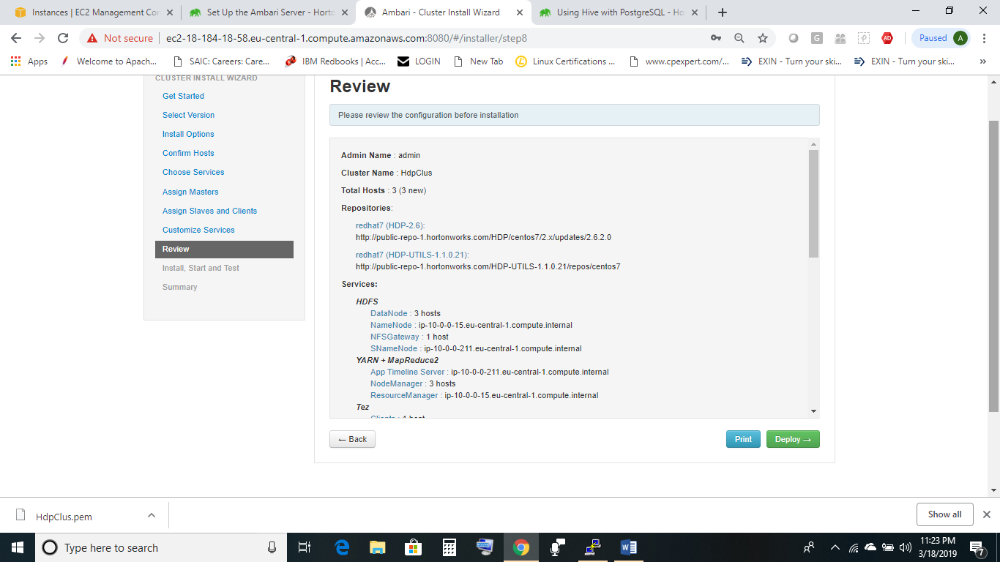 Instances | EC2 Management Con
Set Up the Ambari Server - Horto
Ambari - Cluster Install Wizard
Using Hive with PostgreSQL - Ho
Not secure
ec2-18-184-18-58.eu-central-1.compute.amazonaws.com:8080/#/installer/step8
G
AD
Paused
A
Apps
Welcome to Apach...
SAIC: Careers: Care...
IBM Redbooks | Acc...
LOGIN
New Tab
Linux Certifications ...
www.cpexpert.com/...
EXIN - Turn your ski...
EXIN - Turn your ski...
»
CLUSTER INSTALL WIZARD
Get Started
Select Version
Install Options
Confirm Hosts
Choose Services
Assign Masters
Assign Slaves and Clients
Customize Services
Review
Install, Start and Test
Summary
Review
Please review the configuration before installation
Admin Name : admin
Cluster Name : HdpClus
Total Hosts : 3 (3 new)
Repositories:
redhat7 (HDP-2.6):
http://public-repo-1.hortonworks.com/HDP/centos7/2.x/updates/2.6.2.0
redhat7 (HDP-UTILS-1.1.0.21):
http://public-repo-1.hortonworks.com/HDP-UTILS-1.1.0.21/repos/centos7
Services:
HDFS
DataNode : 3 hosts
NameNode : ip-10-0-0-15.eu-central-1.compute.internal
NFSGateway : 1 host
SNameNode : ip-10-0-0-211.eu-central-1.compute.internal
YARN + MapReduce2
App Timeline Server : ip-10-0-0-211.eu-central-1.compute.internal
NodeManager : 3 hosts
ResourceManager : ip-10-0-0-15.eu-central-1.compute.internal
Tez
Clients : 1 host
← Back
Print
Deploy →
HdpClus.pem
Show all
Type here to search
11:23 PM
3/18/2019
7